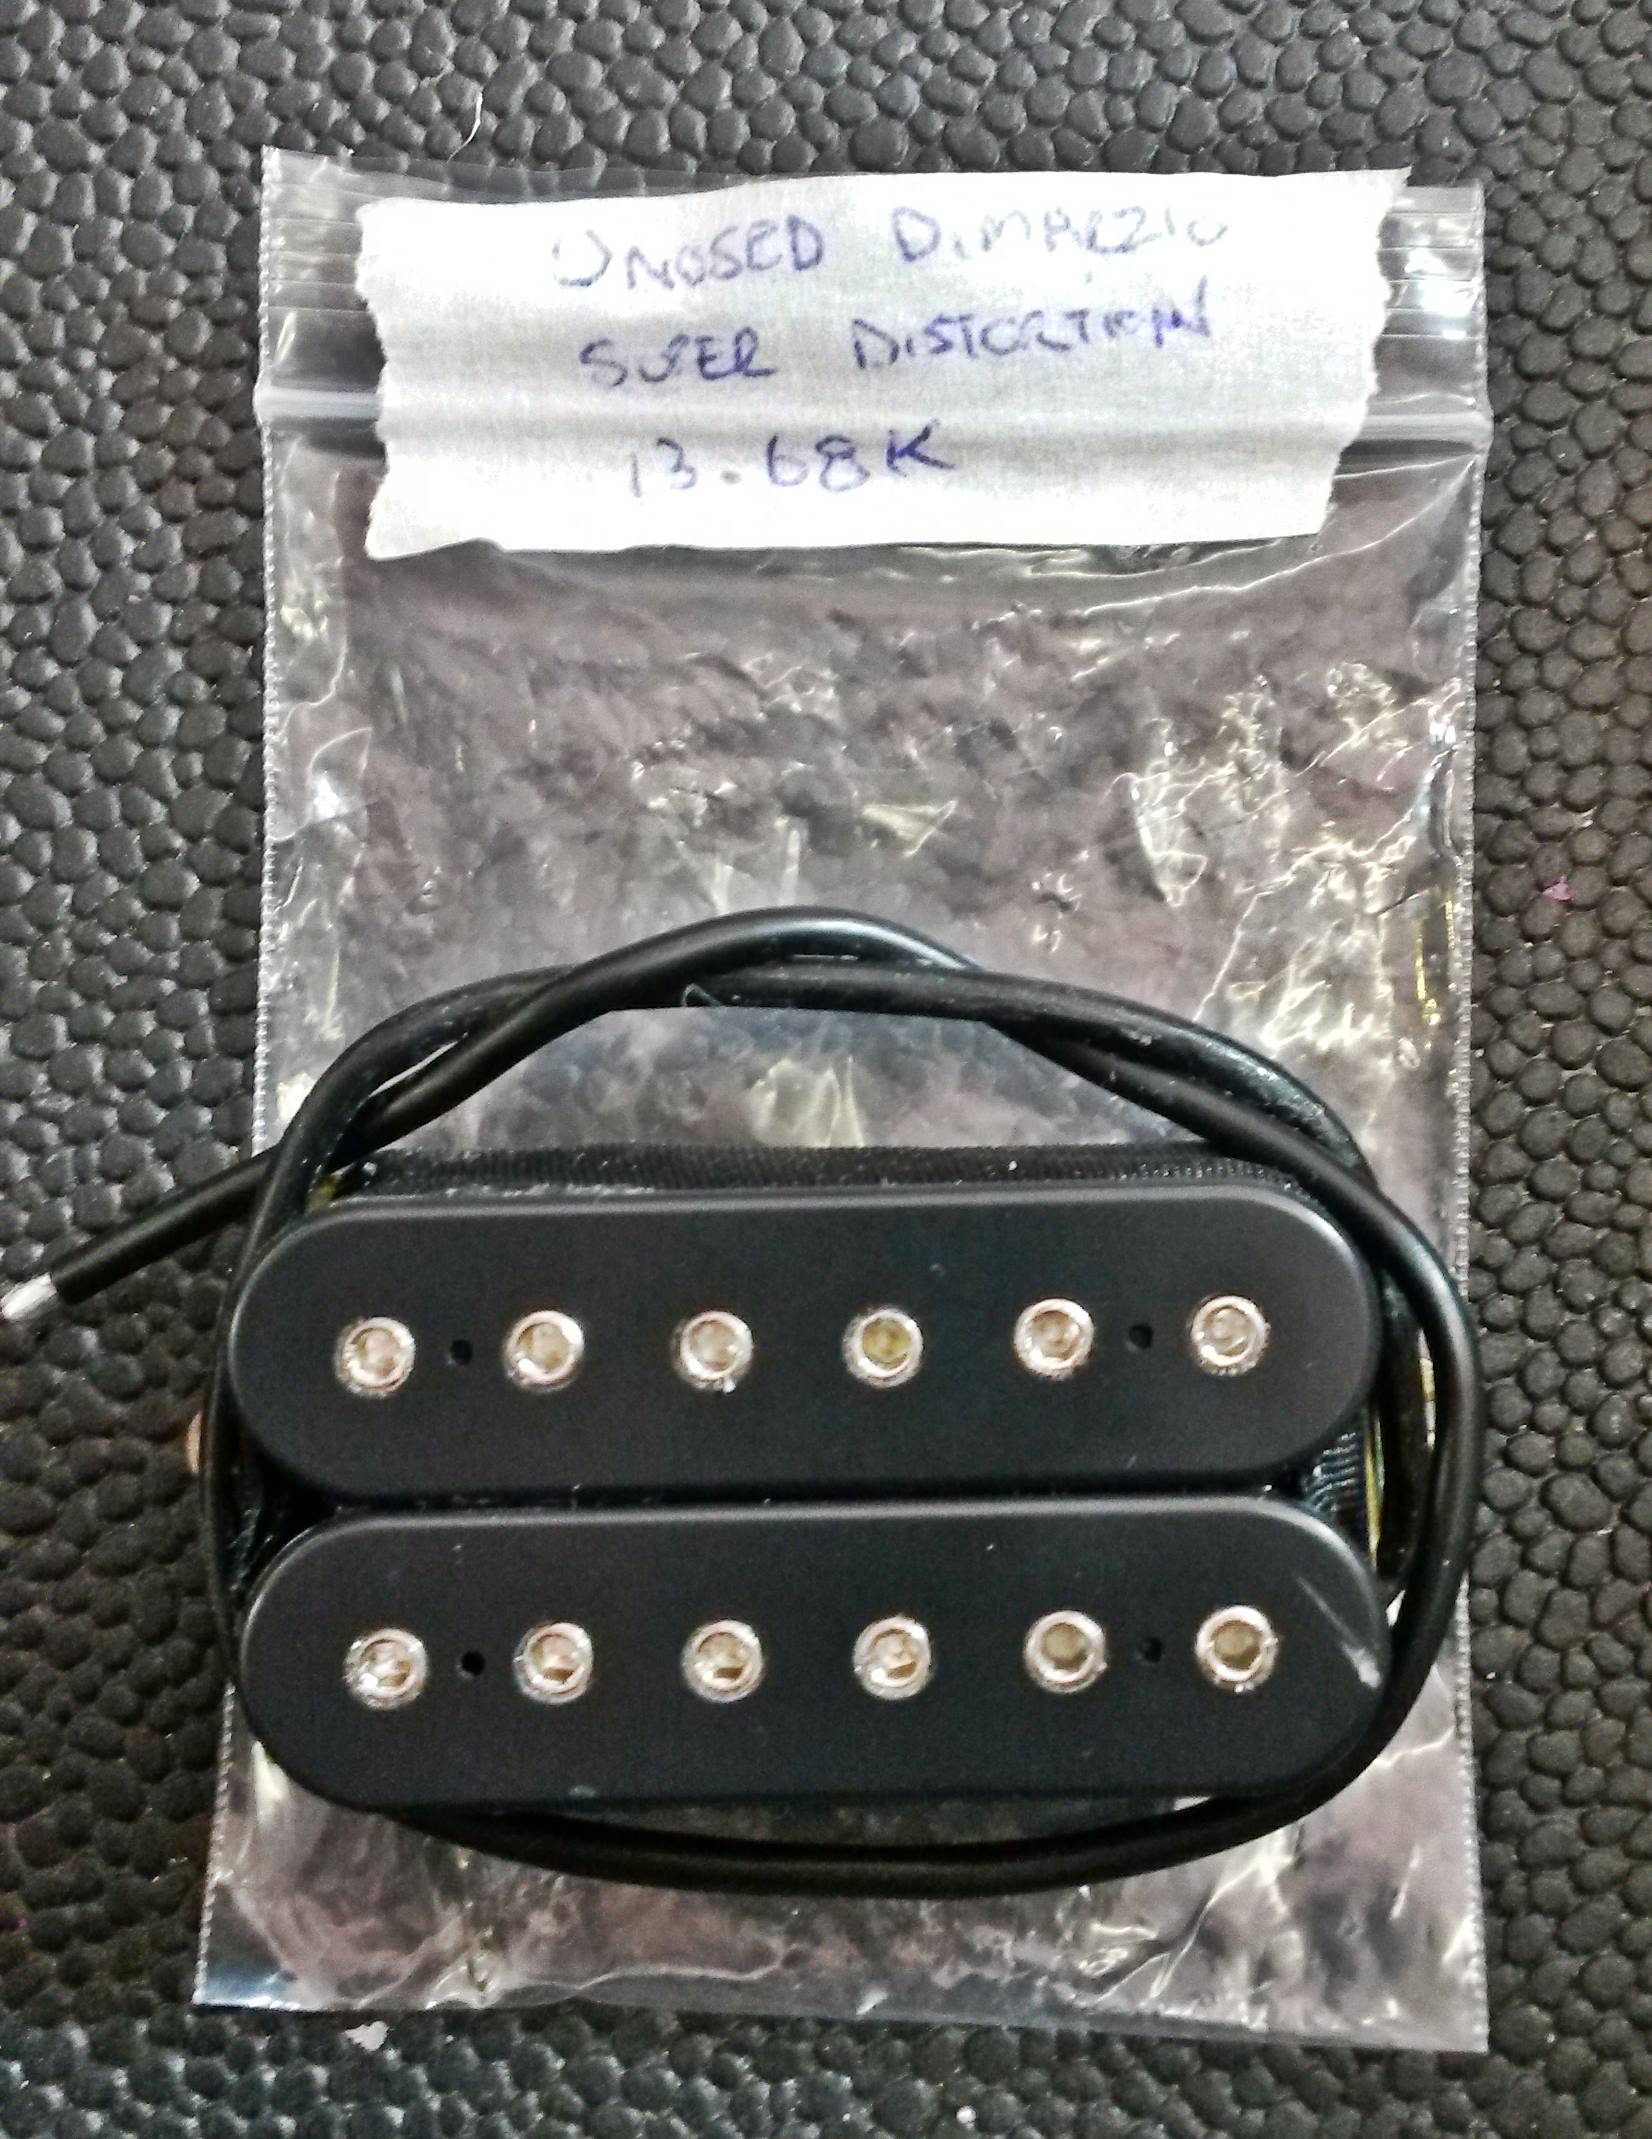 UNUSED DiMARZIO
SUPER DISTORTION
13.68K